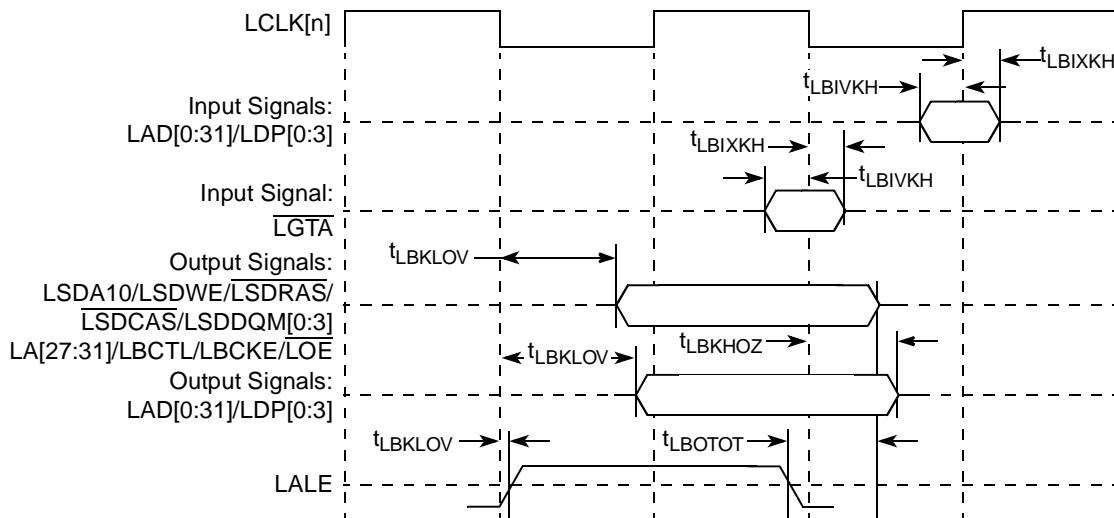 LCLK[n]
tLBIXKH
tLBIVKH
Input Signals:
LAD[0:31]/LDP[0:3]
tLBIXKH
tLBIVKH
Input Signal:
LGTA
tLBKLOV
Output Signals:
LSDA10/LSDWE/LSDRAS/
LSDCAS/LSDDQM[0:3]
LA[27:31]/LBCTL/LBCKE/LOE
tLBKHOZ
tLBKLOV
Output Signals:
LAD[0:31]/LDP[0:3]
tLBKLOV
tLBOTOT
LALE